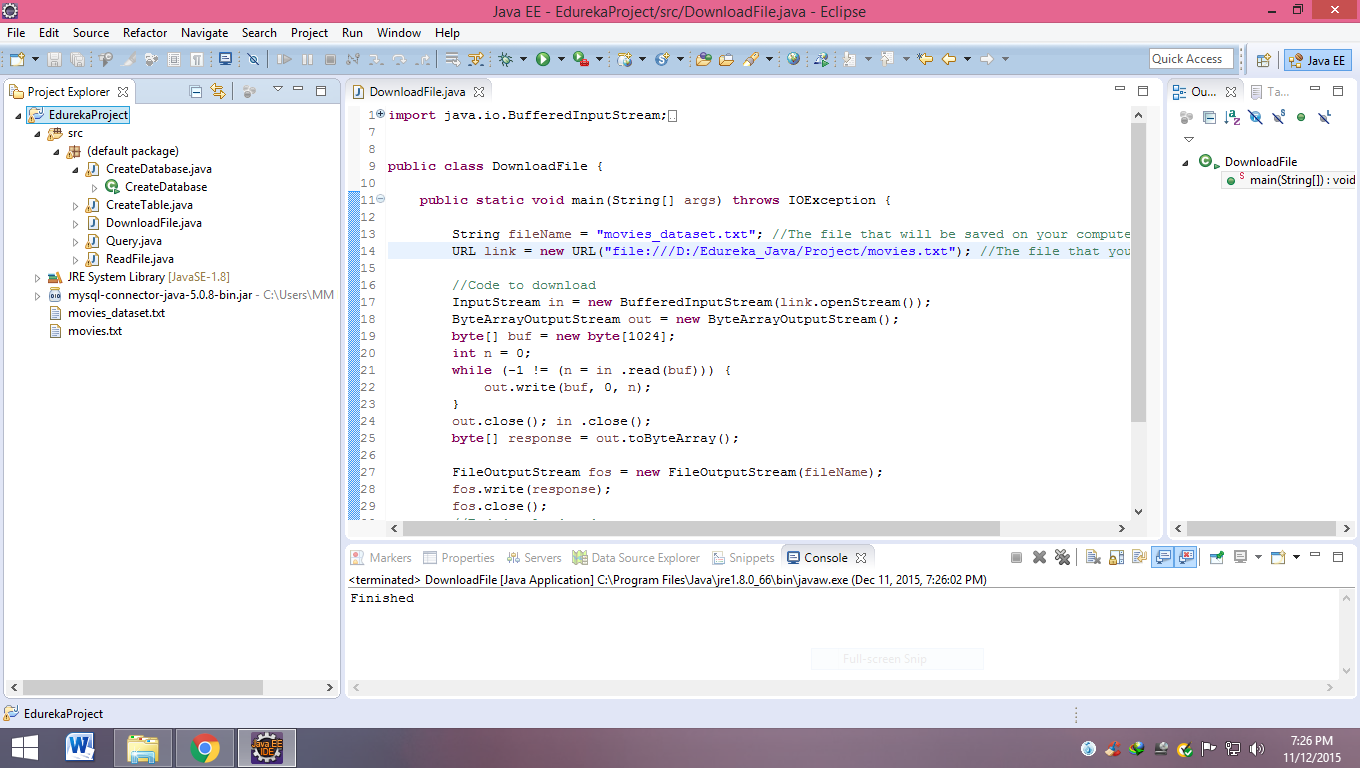 Java EE - EdurekaProject/src/DownloadFile.java - Eclipse
File Edit Source Refactor Navigate Search Project Run Window Help
Quick Access
Java EE
Project Explorer
EdurekaProject
src
(default package)
CreateDatabase.java
CreateDatabase
CreateTable.java
DownloadFile.java
Query.java
ReadFile.java
JRE System Library [JavaSE-1.8]
mysql-connector-java-5.0.8-bin.jar - C:\Users\MM
movies_dataset.txt
movies.txt
DownloadFile.java
1 import java.io.BufferedInputStream;
7
8
9 public class DownloadFile {
10
11 public static void main(String[] args) throws IOException {
12
13 String fileName = "movies_dataset.txt"; //The file that will be saved on your compute
14 URL link = new URL("file:///D:/Edureka_Java/Project/movies.txt"); //The file that you
15
16 //Code to download
17 InputStream in = new BufferedInputStream(link.openStream());
18 ByteArrayOutputStream out = new ByteArrayOutputStream();
19 byte[] buf = new byte[1024];
20 int n = 0;
21 while (-1 != (n = in .read(buf))) {
22 out.write(buf, 0, n);
23 }
24 out.close(); in .close();
25 byte[] response = out.toByteArray();
26
27 FileOutputStream fos = new FileOutputStream(fileName);
28 fos.write(response);
29 fos.close();
Ou...
Ta...
DownloadFile
main(String[]) : void
Markers Properties Servers Data Source Explorer Snippets Console
<terminated> DownloadFile [Java Application] C:\Program Files\Java\jre1.8.0_66\bin\javaw.exe (Dec 11, 2015, 7:26:02 PM)
Finished
Full-screen Snip
EdurekaProject
7:26 PM
11/12/2015